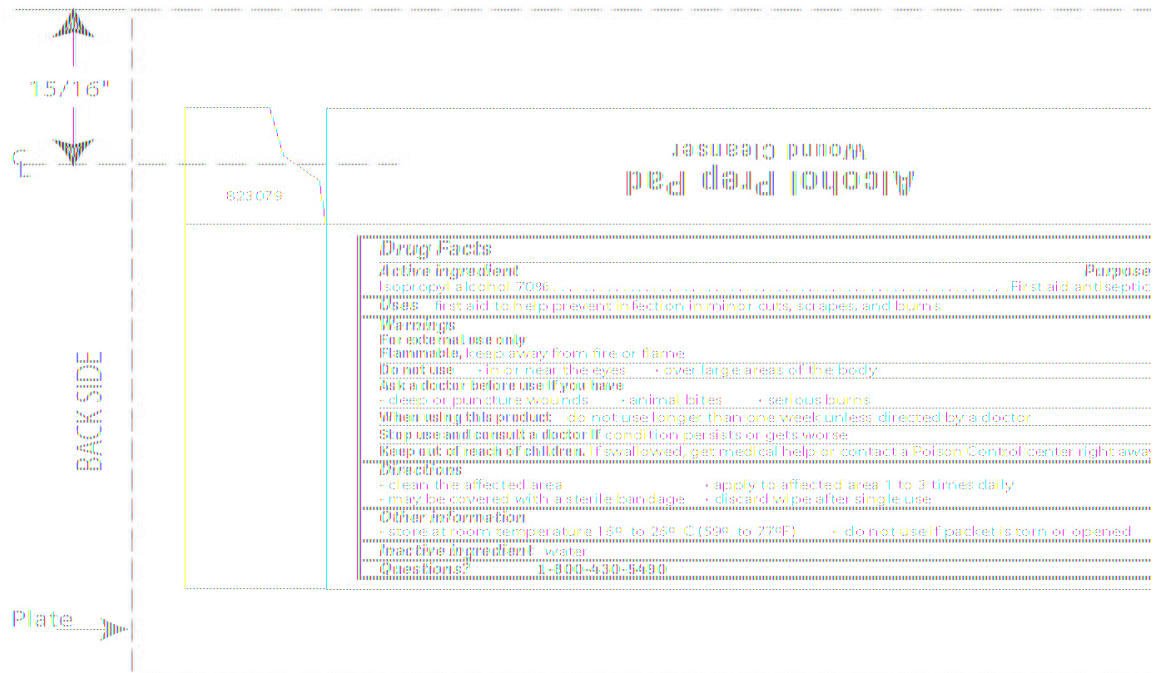 15/16"
CL
Wound Cleanser
Alcohol Prep Pad
823079
Drug Facts
Active ingredient Purpose
Isopropyl alcohol 70% . . . . . . . . . . . . . . . . . . . . . . . . . . . . . . . . . . . . . . . . First aid antiseptic
Uses first aid to help prevent infection in minor cuts, scrapes, and burns
Warnings
For external use only
Flammable, keep away from fire or flame
Do not use • in or near the eyes • over large areas of the body
Ask a doctor before use if you have
• deep or puncture wounds • animal bites • serious burns
When using this product do not use longer than one week unless directed by a doctor
Stop use and consult a doctor if condition persists or gets worse
Keep out of reach of children. If swallowed, get medical help or contact a Poison Control center right away
Directions
• clean the affected area • apply to affected area 1 to 3 times daily
• may be covered with a sterile bandage • discard wipe after single use
Other information
• store at room temperature 15º to 25º C (59º to 77ºF) • do not use if packet is torn or opened
Inactive ingredient water
Questions? 1-800-430-5490
BACK SIDE
Plate